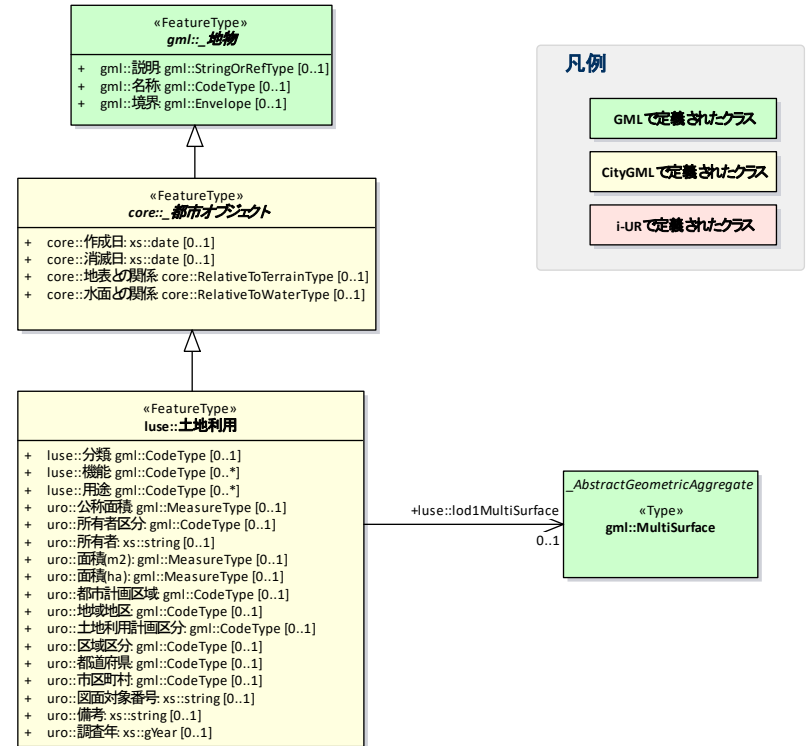 «FeatureType»
gml::_地物
+ gml::説明: gml::StringOrRefType [0..1]
+ gml::名称: gml::CodeType [0..1]
+ gml::境界: gml::Envelope [0..1]
凡例
GMLで定義されたクラス
CityGMLで定義されたクラス
i-URで定義されたクラス
«FeatureType»
core::_都市オブジェクト
+ core::作成日: xs::date [0..1]
+ core::消滅日: xs::date [0..1]
+ core::地表との関係: core::RelativeToTerrainType [0..1]
+ core::水面との関係: core::RelativeToWaterType [0..1]
«FeatureType»
luse::土地利用
+ luse::分類: gml::CodeType [0..1]
+ luse::機能: gml::CodeType [0..*]
+ luse::用途: gml::CodeType [0..*]
+ uro::公称面積: gml::MeasureType [0..1]
+ uro::所有者区分: gml::CodeType [0..1]
+ uro::所有者: xs::string [0..1]
+ uro::面積(m2): gml::MeasureType [0..1]
+ uro::面積(ha): gml::MeasureType [0..1]
+ uro::都市計画区域: gml::CodeType [0..1]
+ uro::地域地区: gml::CodeType [0..1]
+ uro::土地利用計画区分: gml::CodeType [0..1]
+ uro::区域区分: gml::CodeType [0..1]
+ uro::都道府県: gml::CodeType [0..1]
+ uro::市区町村: gml::CodeType [0..1]
+ uro::図面対象番号: xs::string [0..1]
+ uro::備考: xs::string [0..1]
+ uro::調査年: xs::gYear [0..1]
+luse::lod1MultiSurface
0..1
_AbstractGeometricAggregate
«Type»
gml::MultiSurface